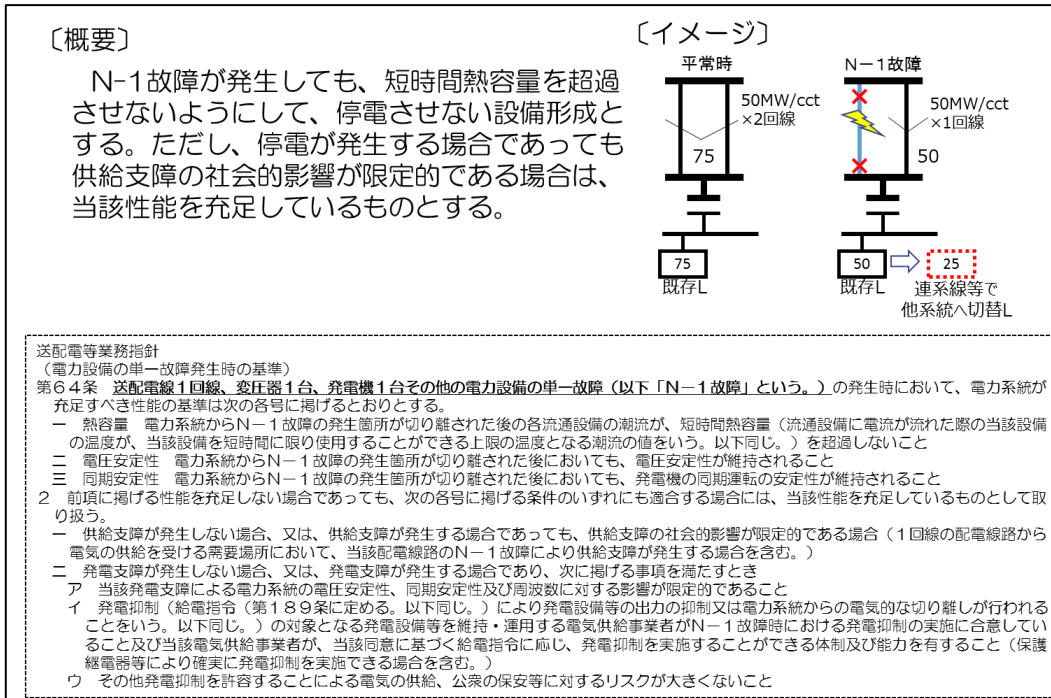 〔概要〕
N-1故障が発生しても、短時間熱容量を超過
させないようにして、停電させない設備形成と
する。ただし、停電が発生する場合であっても
供給支障の社会的影響が限定的である場合は、
当該性能を充足しているものとする。
〔イメージ〕
平常時
50MW/cct
×2回線
75
75
既存L
N－1故障
50MW/cct
×1回線
50
50
既存L
25
連系線等で
他系統へ切替L
送配電等業務指針
（電力設備の単一故障発生時の基準）
第６４条　送配電線１回線、変圧器１台、発電機１台その他の電力設備の単一故障（以下「Ｎ－１故障」という。）の発生時において、電力系統が
充足すべき性能の基準は次の各号に掲げるとおりとする。
一　熱容量　電力系統からＮ－１故障の発生箇所が切り離された後の各流通設備の潮流が、短時間熱容量（流通設備に電流が流れた際の当該設備
の温度が、当該設備を短時間に限り使用することができる上限の温度となる潮流の値をいう。以下同じ。）を超過しないこと
二　電圧安定性　電力系統からＮ－１故障の発生箇所が切り離された後においても、電圧安定性が維持されること
三　同期安定性　電力系統からＮ－１故障の発生箇所が切り離された後においても、発電機の同期運転の安定性が維持されること
２　前項に掲げる性能を充足しない場合であっても、次の各号に掲げる条件のいずれにも適合する場合には、当該性能を充足しているものとして取
り扱う。
一　供給支障が発生しない場合、又は、供給支障が発生する場合であっても、供給支障の社会的影響が限定的である場合（１回線の配電線路から
電気の供給を受ける需要場所において、当該配電線路のＮ－１故障により供給支障が発生する場合を含む。）
二　発電支障が発生しない場合、又は、発電支障が発生する場合であり、次に掲げる事項を満たすとき
ア　当該発電支障による電力系統の電圧安定性、同期安定性及び周波数に対する影響が限定的であること
イ　発電抑制（給電指令（第１８９条に定める。以下同じ。）により発電設備等の出力の抑制又は電力系統からの電気的な切り離しが行われる
ことをいう。以下同じ。）の対象となる発電設備等を維持・運用する電気供給事業者がＮ－１故障時における発電抑制の実施に合意してい
ること及び当該電気供給事業者が、当該同意に基づく給電指令に応じ、発電抑制を実施することができる体制及び能力を有すること（保護
継電器等により確実に発電抑制を実施できる場合を含む。）
ウ　その他発電抑制を許容することによる電気の供給、公衆の保安等に対するリスクが大きくないこと